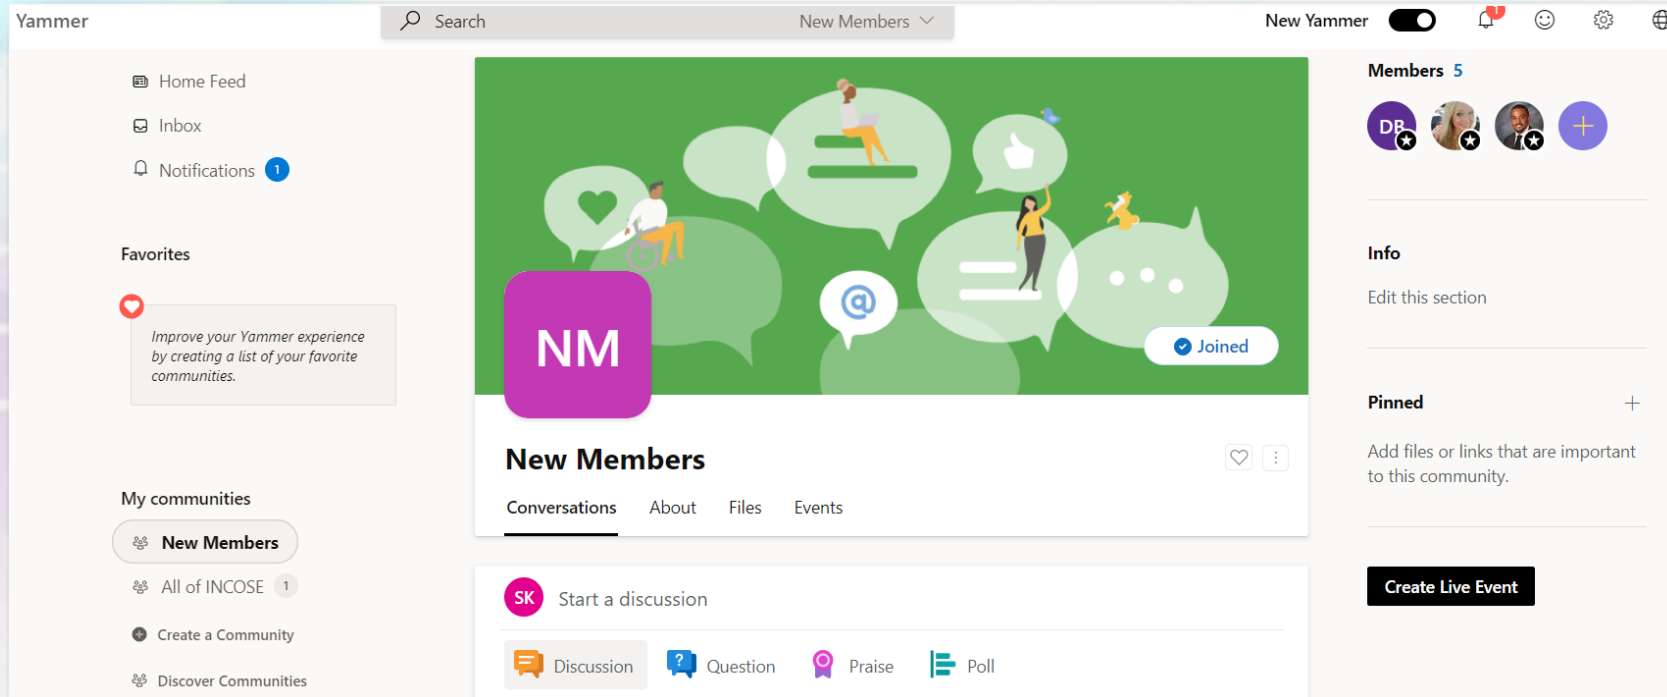 Yammer
Search
New Members
New Yammer
1
Home Feed
Inbox
Notifications 1
Favorites
Improve your Yammer experience
by creating a list of your favorite
communities.
My communities
New Members
All of INCOSE 1
Create a Community
Discover Communities
@
Joined
NM
New Members
Conversations About Files Events
SK Start a discussion
Discussion Question Praise Poll
Members 5
DB
Info
Edit this section
Pinned
Add files or links that are important
to this community.
Create Live Event